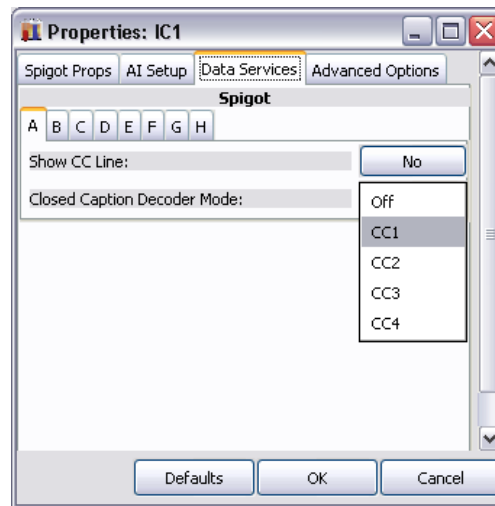 Properties: IC1
Spigot Props AI Setup Data Services Advanced Options
Spigot
A B C D E F G H
Show CC Line: No
Closed Caption Decoder Mode:
Off
CC1
CC2
CC3
CC4
Defaults OK Cancel